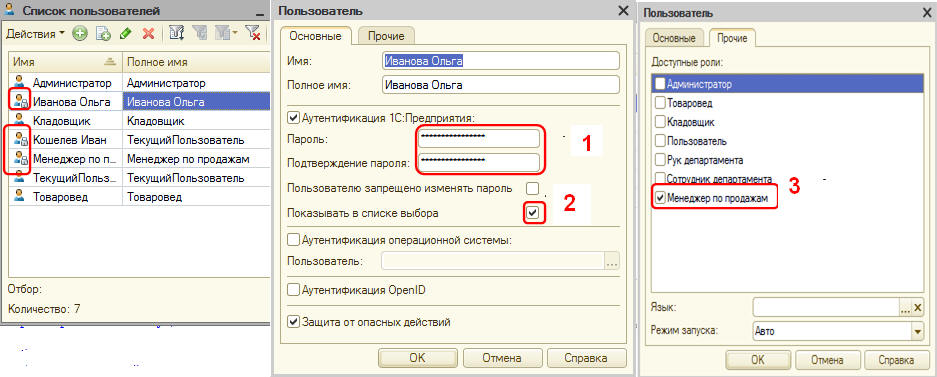 Список пользователей
Действия
Имя Полное имя
Администратор Администратор
Иванова Ольга Иванова Ольга
Кладовщик Кладовщик
Кошелев Иван ТекущийПользователь
Менеджер по п... Менеджер по продажам
ТекущийПольз... ТекущийПользователь
Товаровед Товаровед
Отбор:
Количество: 7
Пользователь
Основные Прочие
Имя: Иванова Ольга
Полное имя: Иванова Ольга
Аутентификация 1С:Предприятия:
Пароль: ****************
Подтверждение пароля: ****************
1
Пользователю запрещено изменять пароль
Показывать в списке выбора
2
Аутентификация операционной системы:
Пользователь: ...
Аутентификация OpenID
Защита от опасных действий
OK Отмена Справка
Пользователь
Основные Прочие
Доступные роли:
Администратор
Товаровед
Кладовщик
Пользователь
Рук департамента
Сотрудник департамента
Менеджер по продажам
3
Язык: ... x
Режим запуска: Авто
OK Отмена Справка